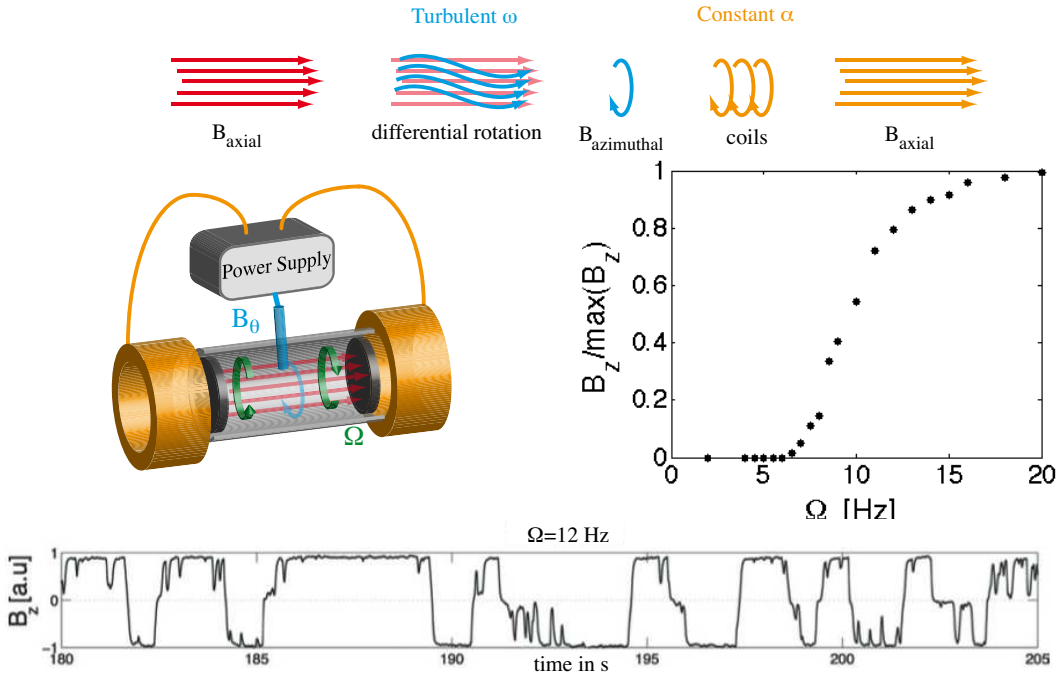 Turbulent ω
Constant α
B_axial
differential rotation
B_azimuthal
coils
B_axial
Power Supply
B_θ
Ω
B_z/max(B_z)
1
0.8
0.6
0.4
0.2
0
0 5 10 15 20
Ω [Hz]
Ω=12 Hz
B_z [a.u]
1
0
-1
180 185 190 195 200 205
time in s